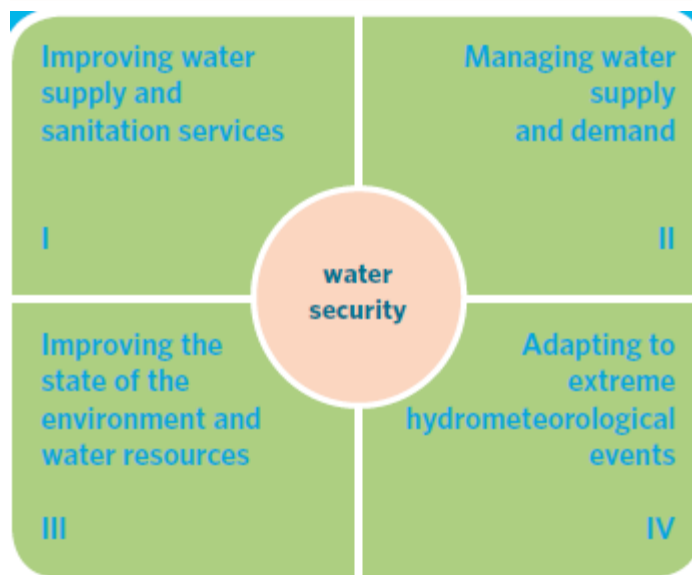 Improving water
supply and
sanitation services
I
Managing water
supply
and demand
II
water
security
Improving the
state of the
environment and
water resources
III
Adapting to
extreme
hydrometeorological
events
IV